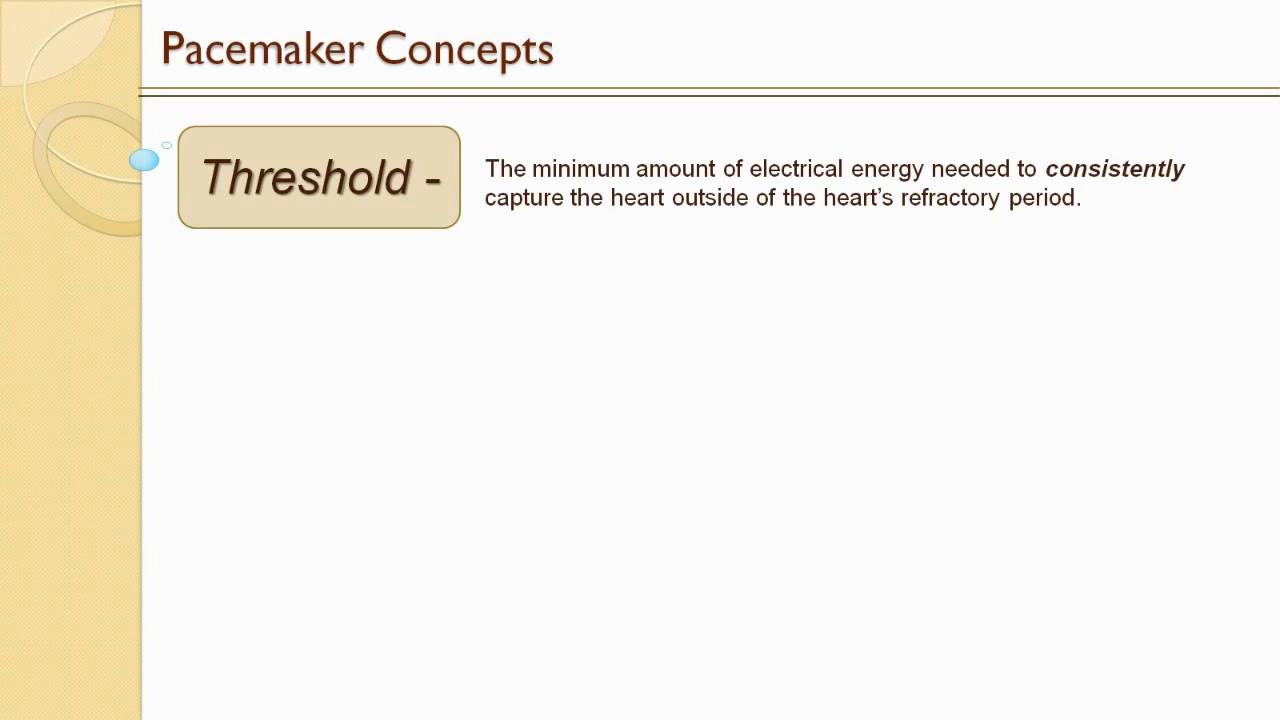 Pacemaker Concepts
Threshold -
The minimum amount of electrical energy needed to consistently
capture the heart outside of the heart’s refractory period.